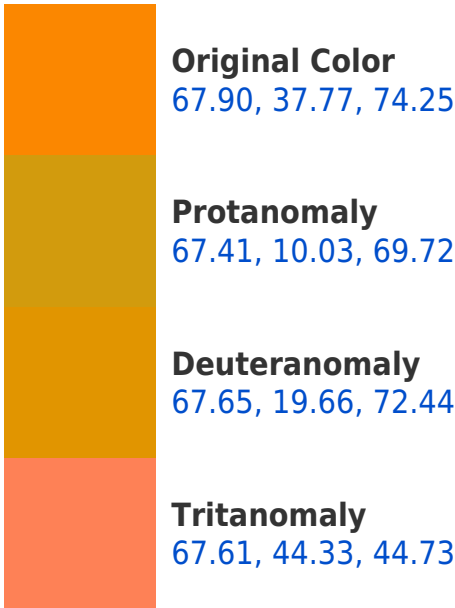 Original Color
67.90, 37.77, 74.25
Protanomaly
67.41, 10.03, 69.72
Deuteranomaly
67.65, 19.66, 72.44
Tritanomaly
67.61, 44.33, 44.73